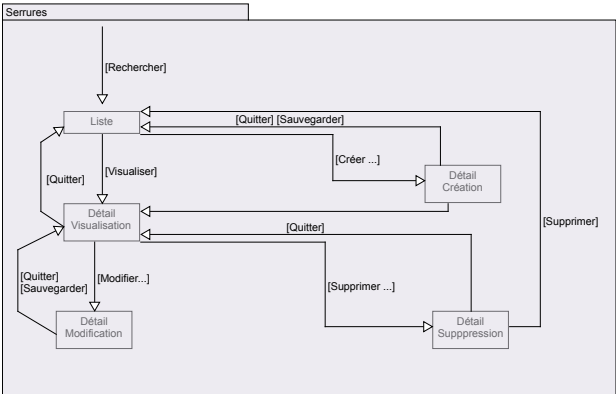 Serrures
[Rechercher]
Liste
[Quitter] [Sauvegarder]
[Créer ...]
[Visualiser]
[Quitter]
Détail
Création
Détail
Visualisation
[Quitter]
[Supprimer]
[Quitter]
[Sauvegarder]
[Modifier...]
[Supprimer ...]
Détail
Modification
Détail
Supppression